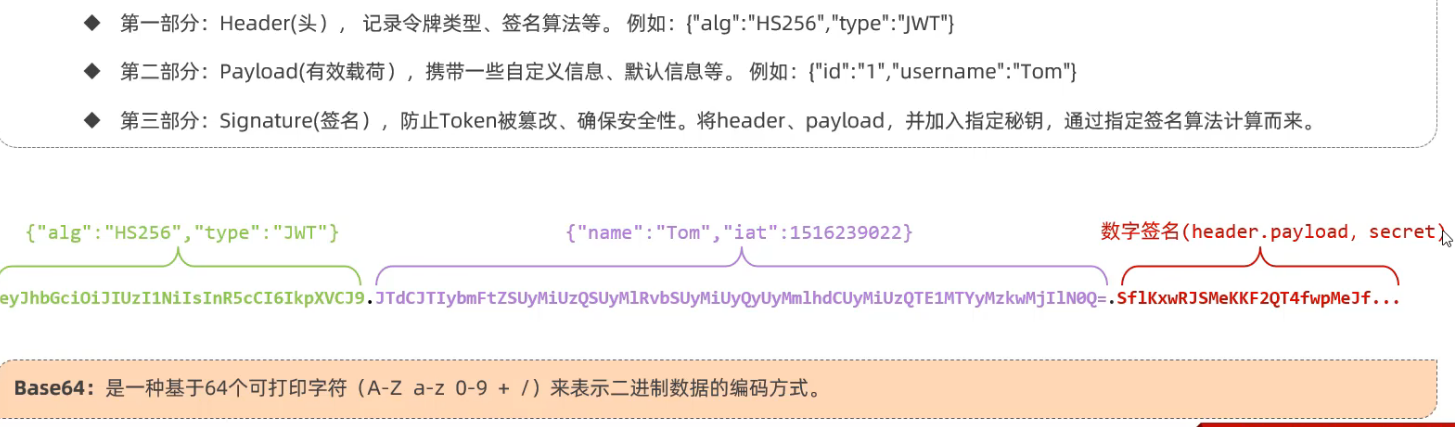 ◆ 第一部分：Header(头）， 记录令牌类型、签名算法等。 例如：{"alg":"HS256","type":"JWT"}
◆ 第二部分：Payload(有效载荷），携带一些自定义信息、默认信息等。 例如：{"id":"1","username":"Tom"}
◆ 第三部分：Signature(签名），防止Token被篡改、确保安全性。将header、payload，并加入指定秘钥，通过指定签名算法计算而来。
{"alg":"HS256","type":"JWT"} {"name":"Tom","iat":1516239022} 数字签名(header.payload, secret)
eyJhbGciOiJIUzI1NiIsInR5cCI6IkpXVCJ9.JTdCJTIybmFtZSUyMiUzQSUyMlRvbSUyMiUyQyUyMmlhdCUyMiUzQTE1MTYyMzkwMjIlN0Q=.SflKxwRJSMeKKF2QT4fwpMeJf...
Base64：是一种基于64个可打印字符（A-Z a-z 0-9 + /）来表示二进制数据的编码方式。